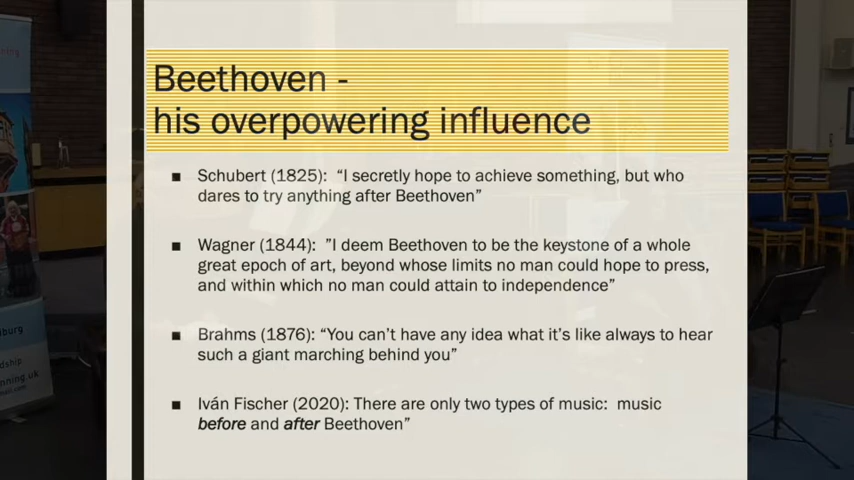 Beethoven -
his overpowering influence
■ Schubert (1825): “I secretly hope to achieve something, but who
dares to try anything after Beethoven”
■ Wagner (1844): ”I deem Beethoven to be the keystone of a whole
great epoch of art, beyond whose limits no man could hope to press,
and within which no man could attain to independence”
■ Brahms (1876): “You can’t have any idea what it’s like always to hear
such a giant marching behind you”
■ Iván Fischer (2020): There are only two types of music: music
before and after Beethoven”